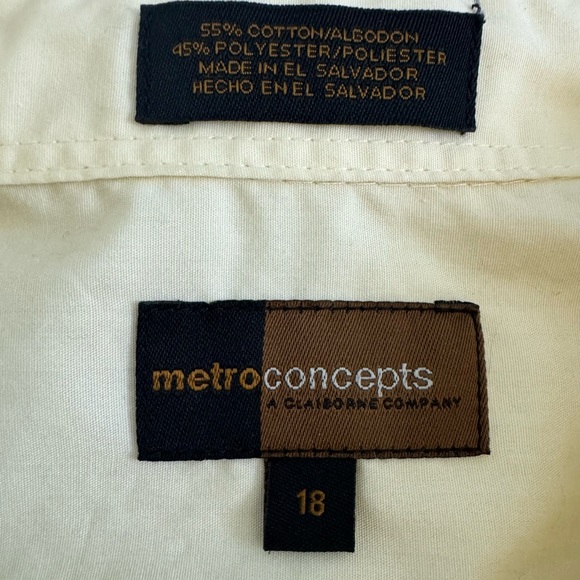 55% COTTON/ALGODON
45% POLYESTER/POLIESTER
MADE IN EL SALVADOR
HECHO EN EL SALVADOR
metroconcepts
A CLAIBORNE COMPANY
18